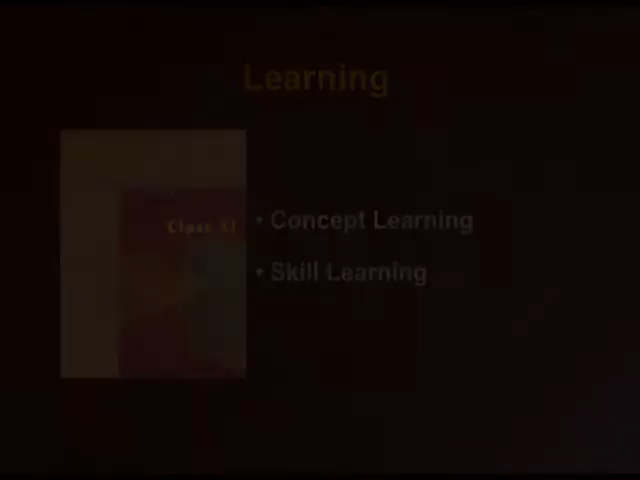 Learning
Class XI
• Concept Learning
• Skill Learning